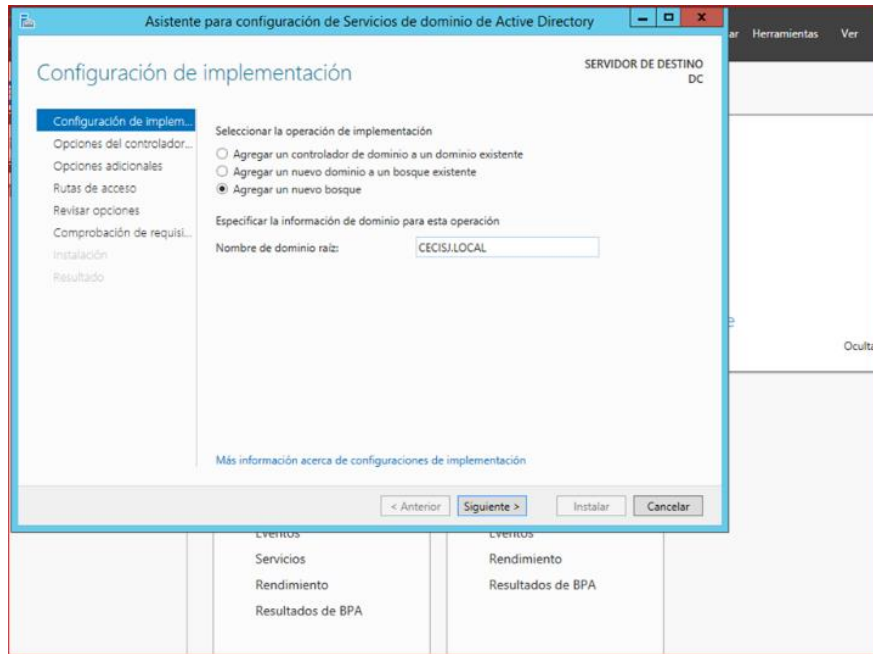 Asistente para configuración de Servicios de dominio de Active Directory
Herramientas Ver
Configuración de implementación
SERVIDOR DE DESTINO
DC
Configuración de implem...
Opciones del controlador...
Opciones adicionales
Rutas de acceso
Revisar opciones
Comprobación de requisi...
Instalación
Resultado
Seleccionar la operación de implementación
Agregar un controlador de dominio a un dominio existente
Agregar un nuevo dominio a un bosque existente
Agregar un nuevo bosque
Especificar la información de dominio para esta operación
Nombre de dominio raíz: CECISJ.LOCAL
Más información acerca de configuraciones de implementación
< Anterior Siguiente > Instalar Cancelar
Eventos
Servicios
Rendimiento
Resultados de BPA
Eventos
Rendimiento
Resultados de BPA